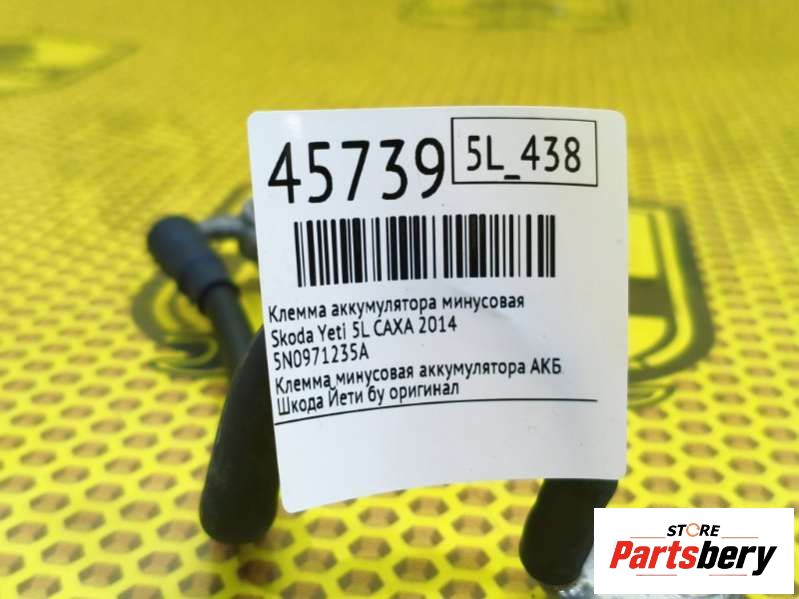 45739
5L_438
Клемма аккумулятора минусовая
Skoda Yeti 5L CAXA 2014
5N0971235A
Клемма минусовая аккумулятора АКБ
Шкода Йети бу оригинал
STORE
Partsbery